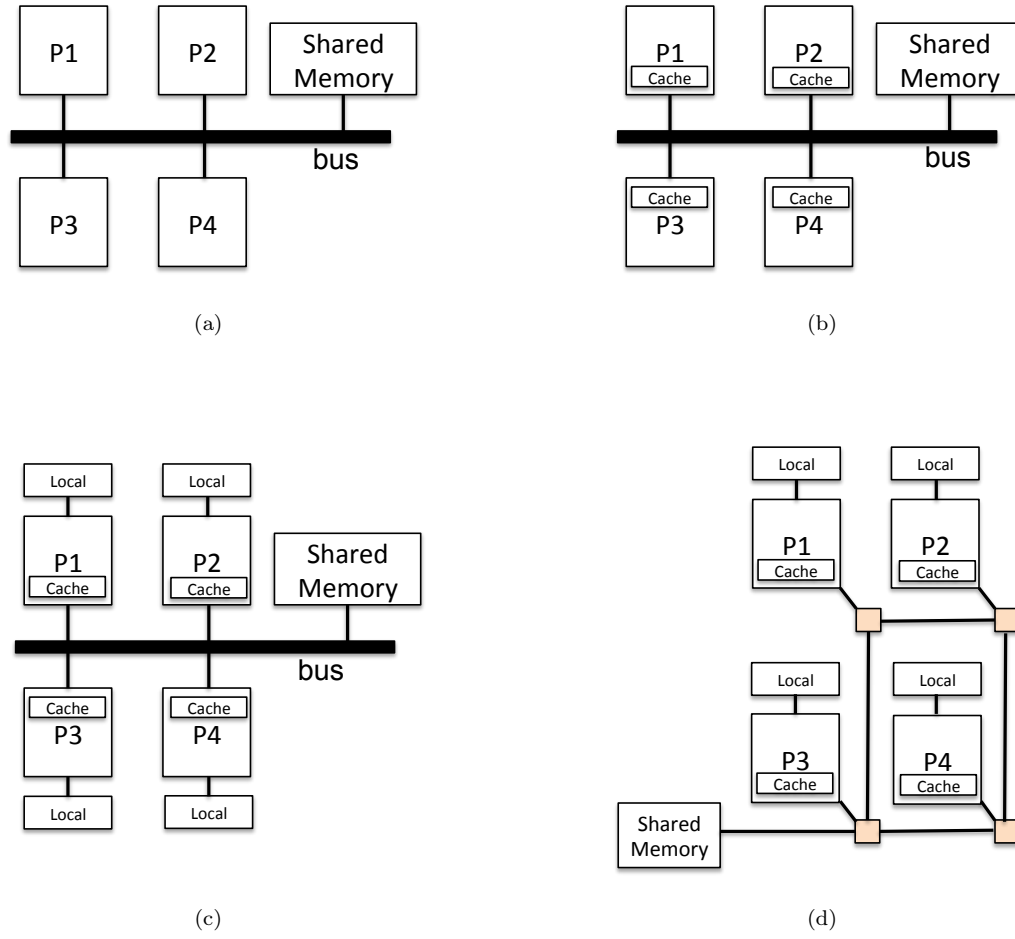 P1
P2
Shared
Memory
bus
P3
P4
(a)
P1
Cache
P2
Cache
Shared
Memory
bus
Cache
P3
Cache
P4
(b)
Local
Local
P1
Cache
P2
Cache
Shared
Memory
bus
Cache
P3
Cache
P4
Local
Local
(c)
Local
Local
P1
Cache
P2
Cache
Local
Local
P3
Cache
P4
Cache
Shared
Memory
(d)